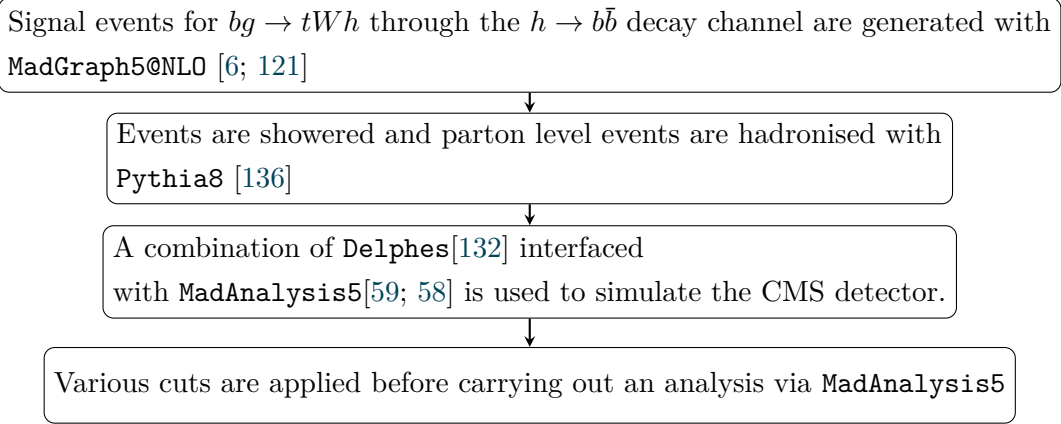 Signal events for bg → tWh through the h → bb̄ decay channel are generated with
MadGraph5@NLO [6; 121]
Events are showered and parton level events are hadronised with
Pythia8 [136]
A combination of Delphes[132] interfaced
with MadAnalysis5[59; 58] is used to simulate the CMS detector.
Various cuts are applied before carrying out an analysis via MadAnalysis5